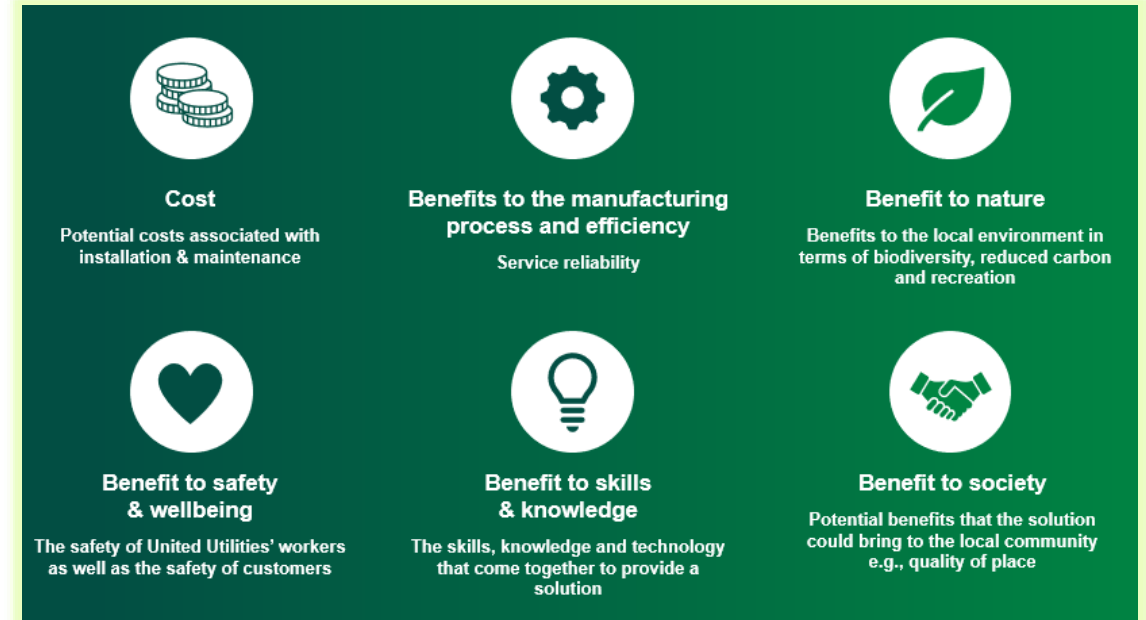 Cost
Potential costs associated with
installation & maintenance
Benefits to the manufacturing
process and efficiency
Service reliability
Benefit to nature
Benefits to the local environment in
terms of biodiversity, reduced carbon
and recreation
Benefit to safety
& wellbeing
The safety of United Utilities’ workers
as well as the safety of customers
Benefit to skills
& knowledge
The skills, knowledge and technology
that come together to provide a
solution
Benefit to society
Potential benefits that the solution
could bring to the local community
e.g., quality of place